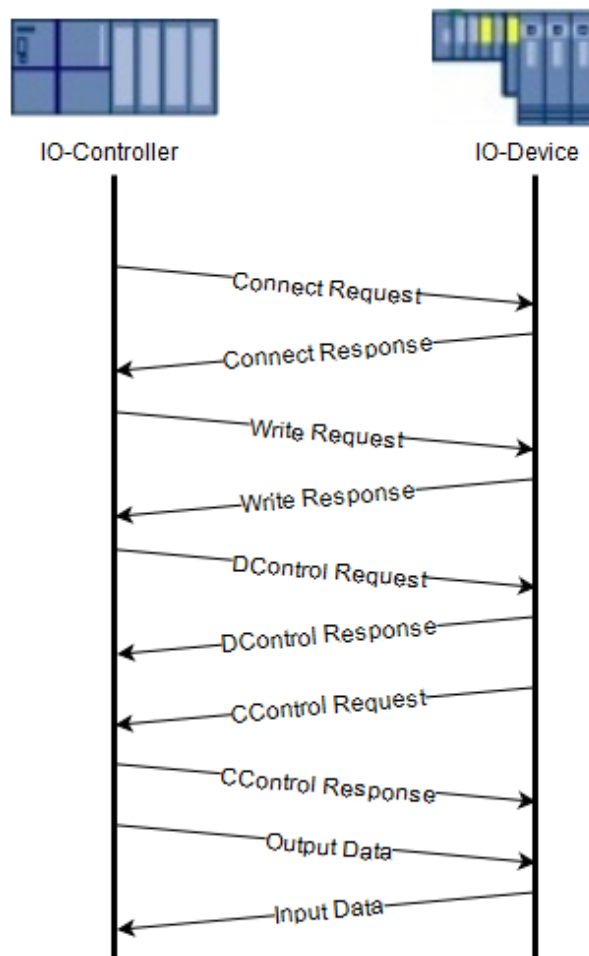 IO-Controller
IO-Device
Connect Request
Connect Response
Write Request
Write Response
DControl Request
DControl Response
CControl Request
CControl Response
Output Data
Input Data